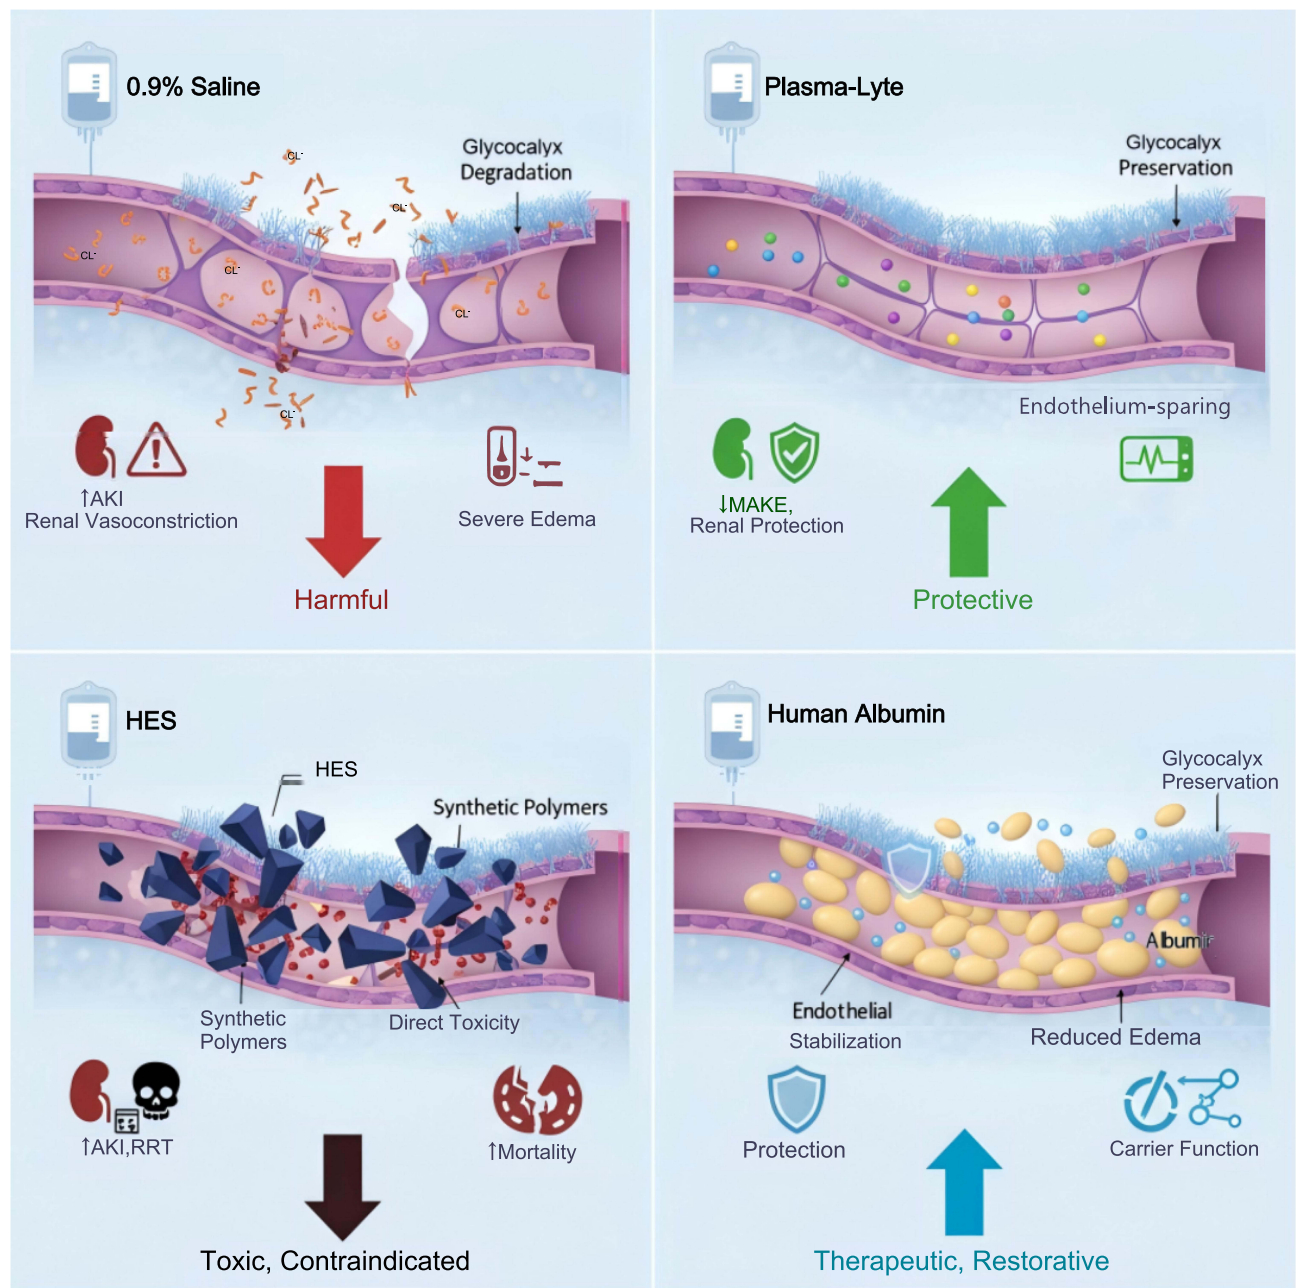 0.9% Saline
CL-
CL-
CL-
CL-
CL-
CL-
Glycocalyx
Degradation
↑AKI
Renal Vasoconstriction
Severe Edema
Harmful
Plasma-Lyte
Glycocalyx
Preservation
Endothelium-sparing
↓MAKE,
Renal Protection
Protective
HES
HES
Synthetic Polymers
Synthetic
Polymers
Direct Toxicity
↑AKI,RRT
↑Mortality
Toxic, Contraindicated
Human Albumin
Glycocalyx
Preservation
Endothelial
Stabilization
Reduced Edema
Protection
Carrier Function
Therapeutic, Restorative